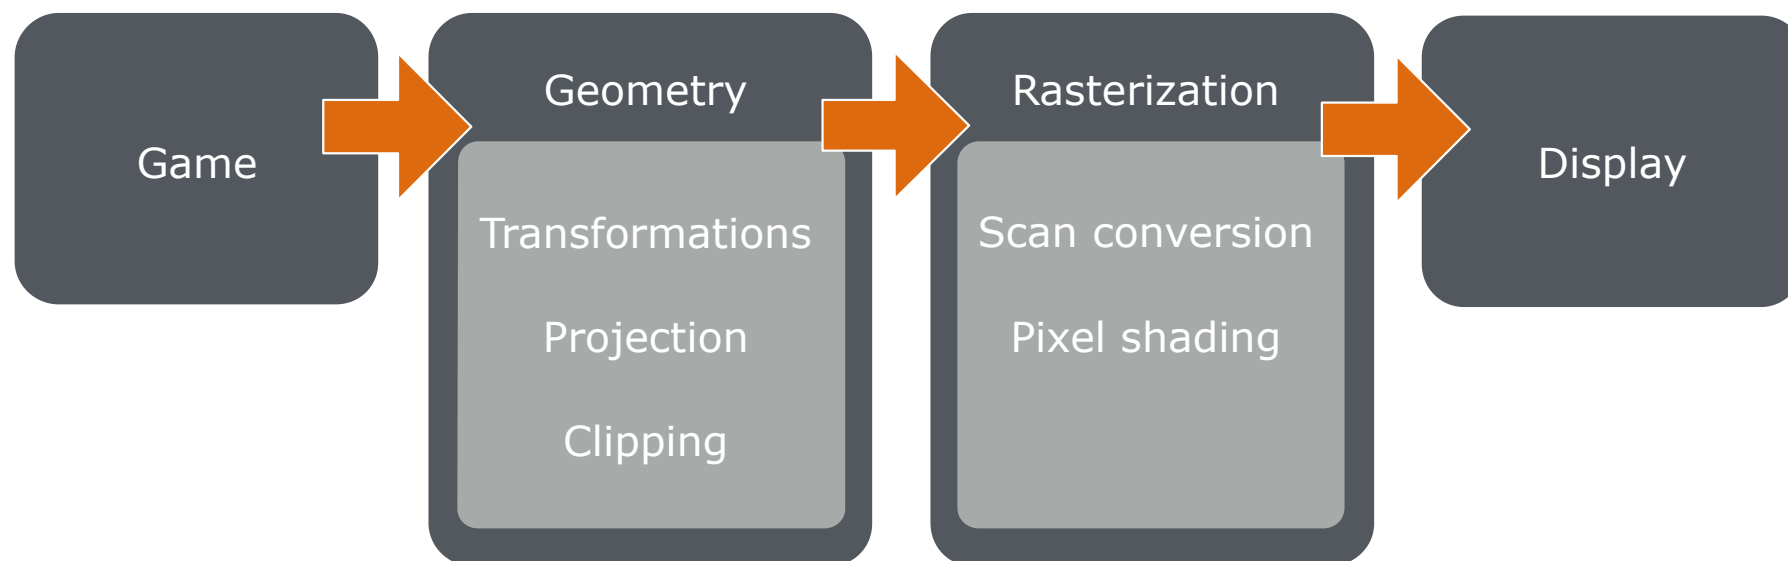 Game
Geometry
Transformations
Projection
Clipping
Rasterization
Scan conversion
Pixel shading
Display